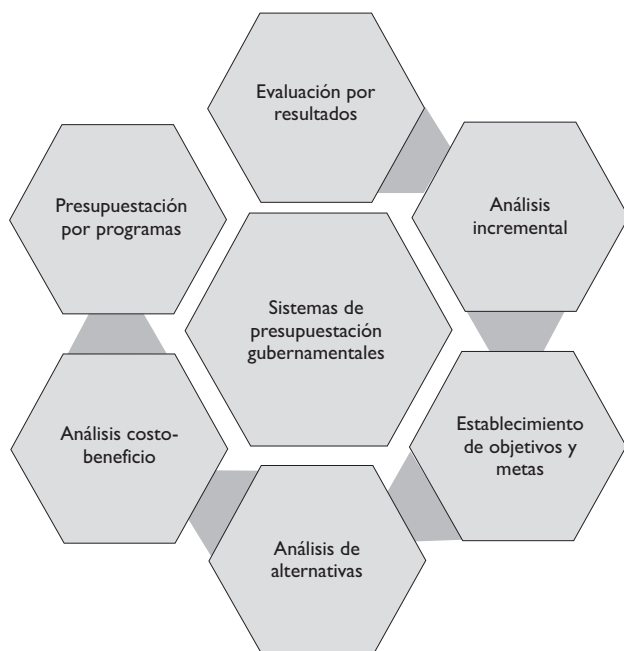 Evaluación por
resultados
Presupuestación
por programas
Análisis
incremental
Sistemas de
presupuestación
gubernamentales
Análisis costo-
beneficio
Establecimiento
de objetivos y
metas
Análisis de
alternativas